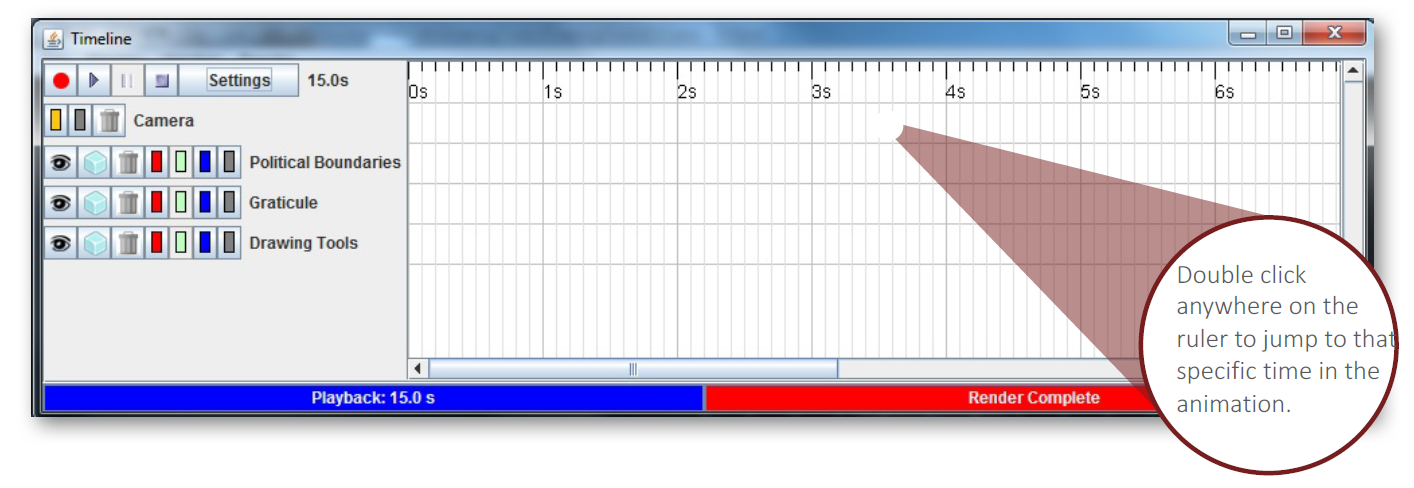 Timeline
Settings 15.0s
0s 1s 2s 3s 4s 5s 6s
Camera
Political Boundaries
Graticule
Drawing Tools
Double click
anywhere on the
ruler to jump to that
specific time in the
animation.
Playback: 15.0 s
Render Complete